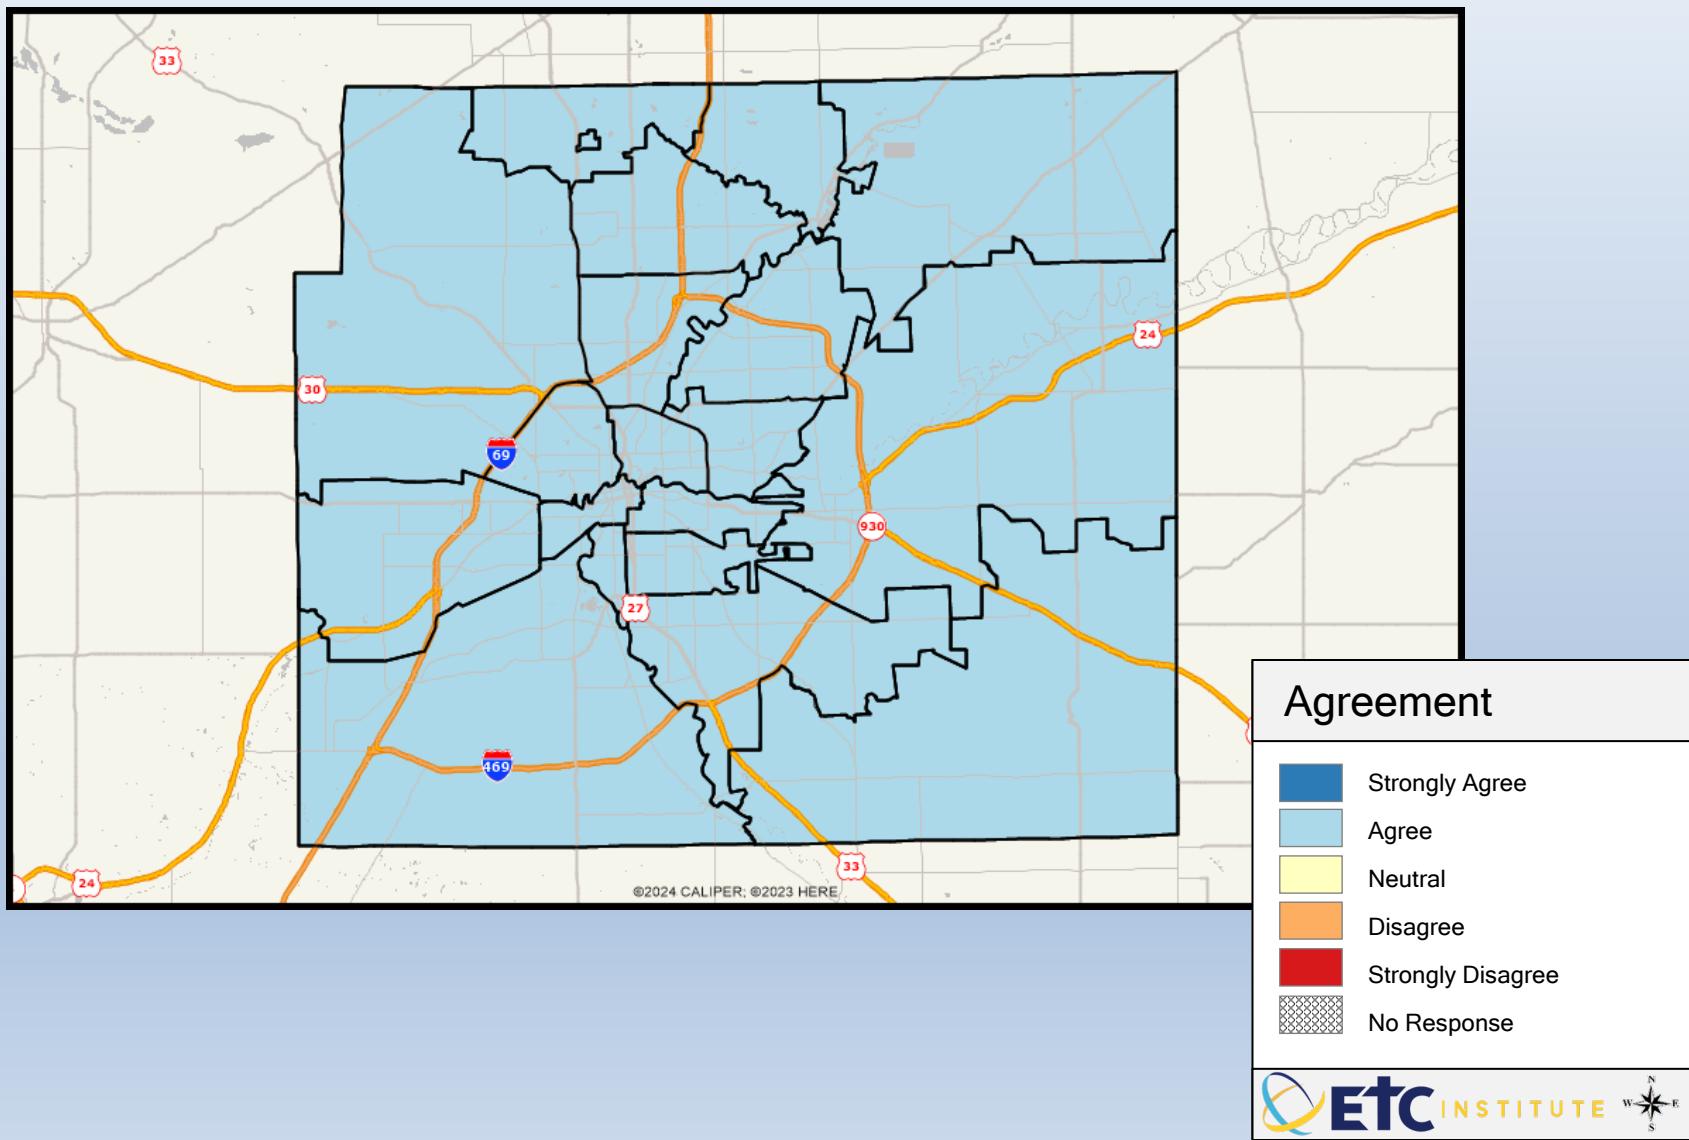 33
30
24
69
930
27
469
33
24
©2024 CALIPER; ©2023 HERE
Agreement
Strongly Agree
Agree
Neutral
Disagree
Strongly Disagree
No Response
ETC INSTITUTE
N
W E
S